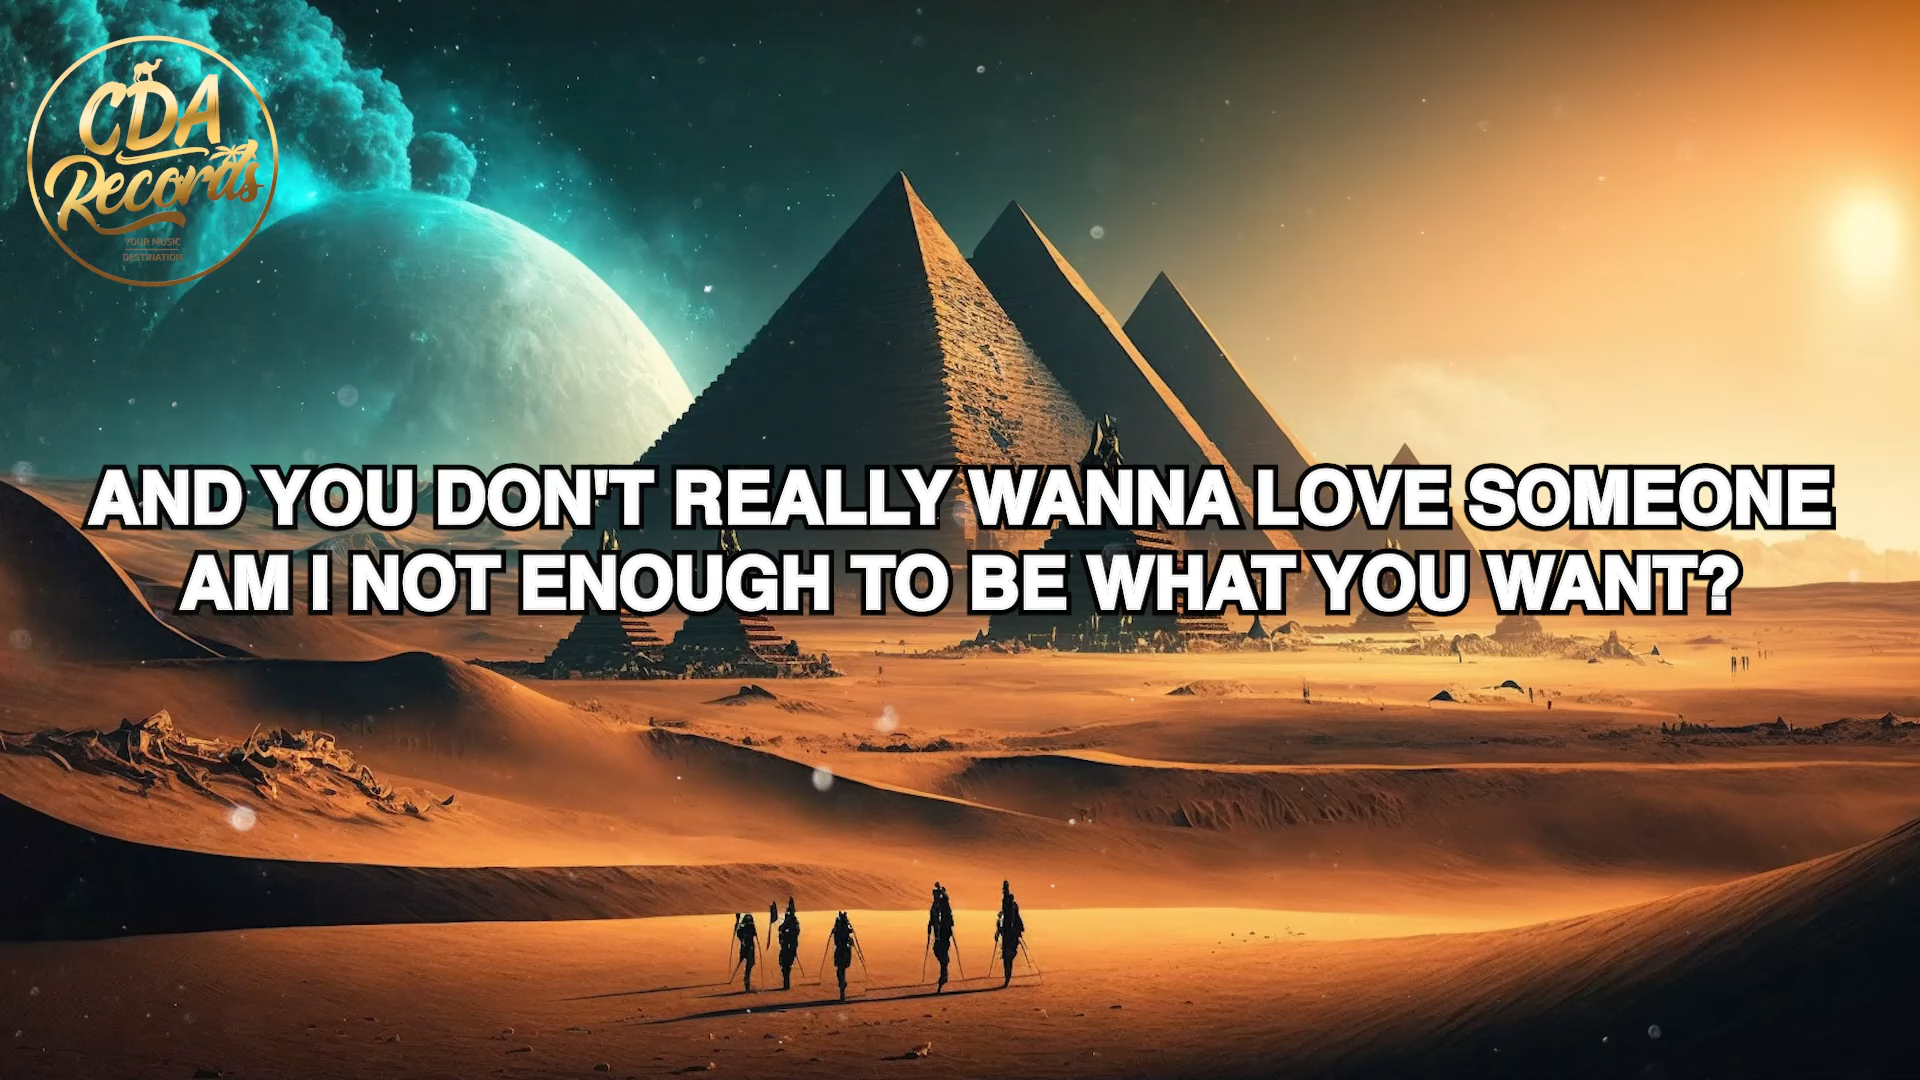 CDA
Records
YOUR MUSIC
DESTINATION
AND YOU DON'T REALLY WANNA LOVE SOMEONE
AM I NOT ENOUGH TO BE WHAT YOU WANT?